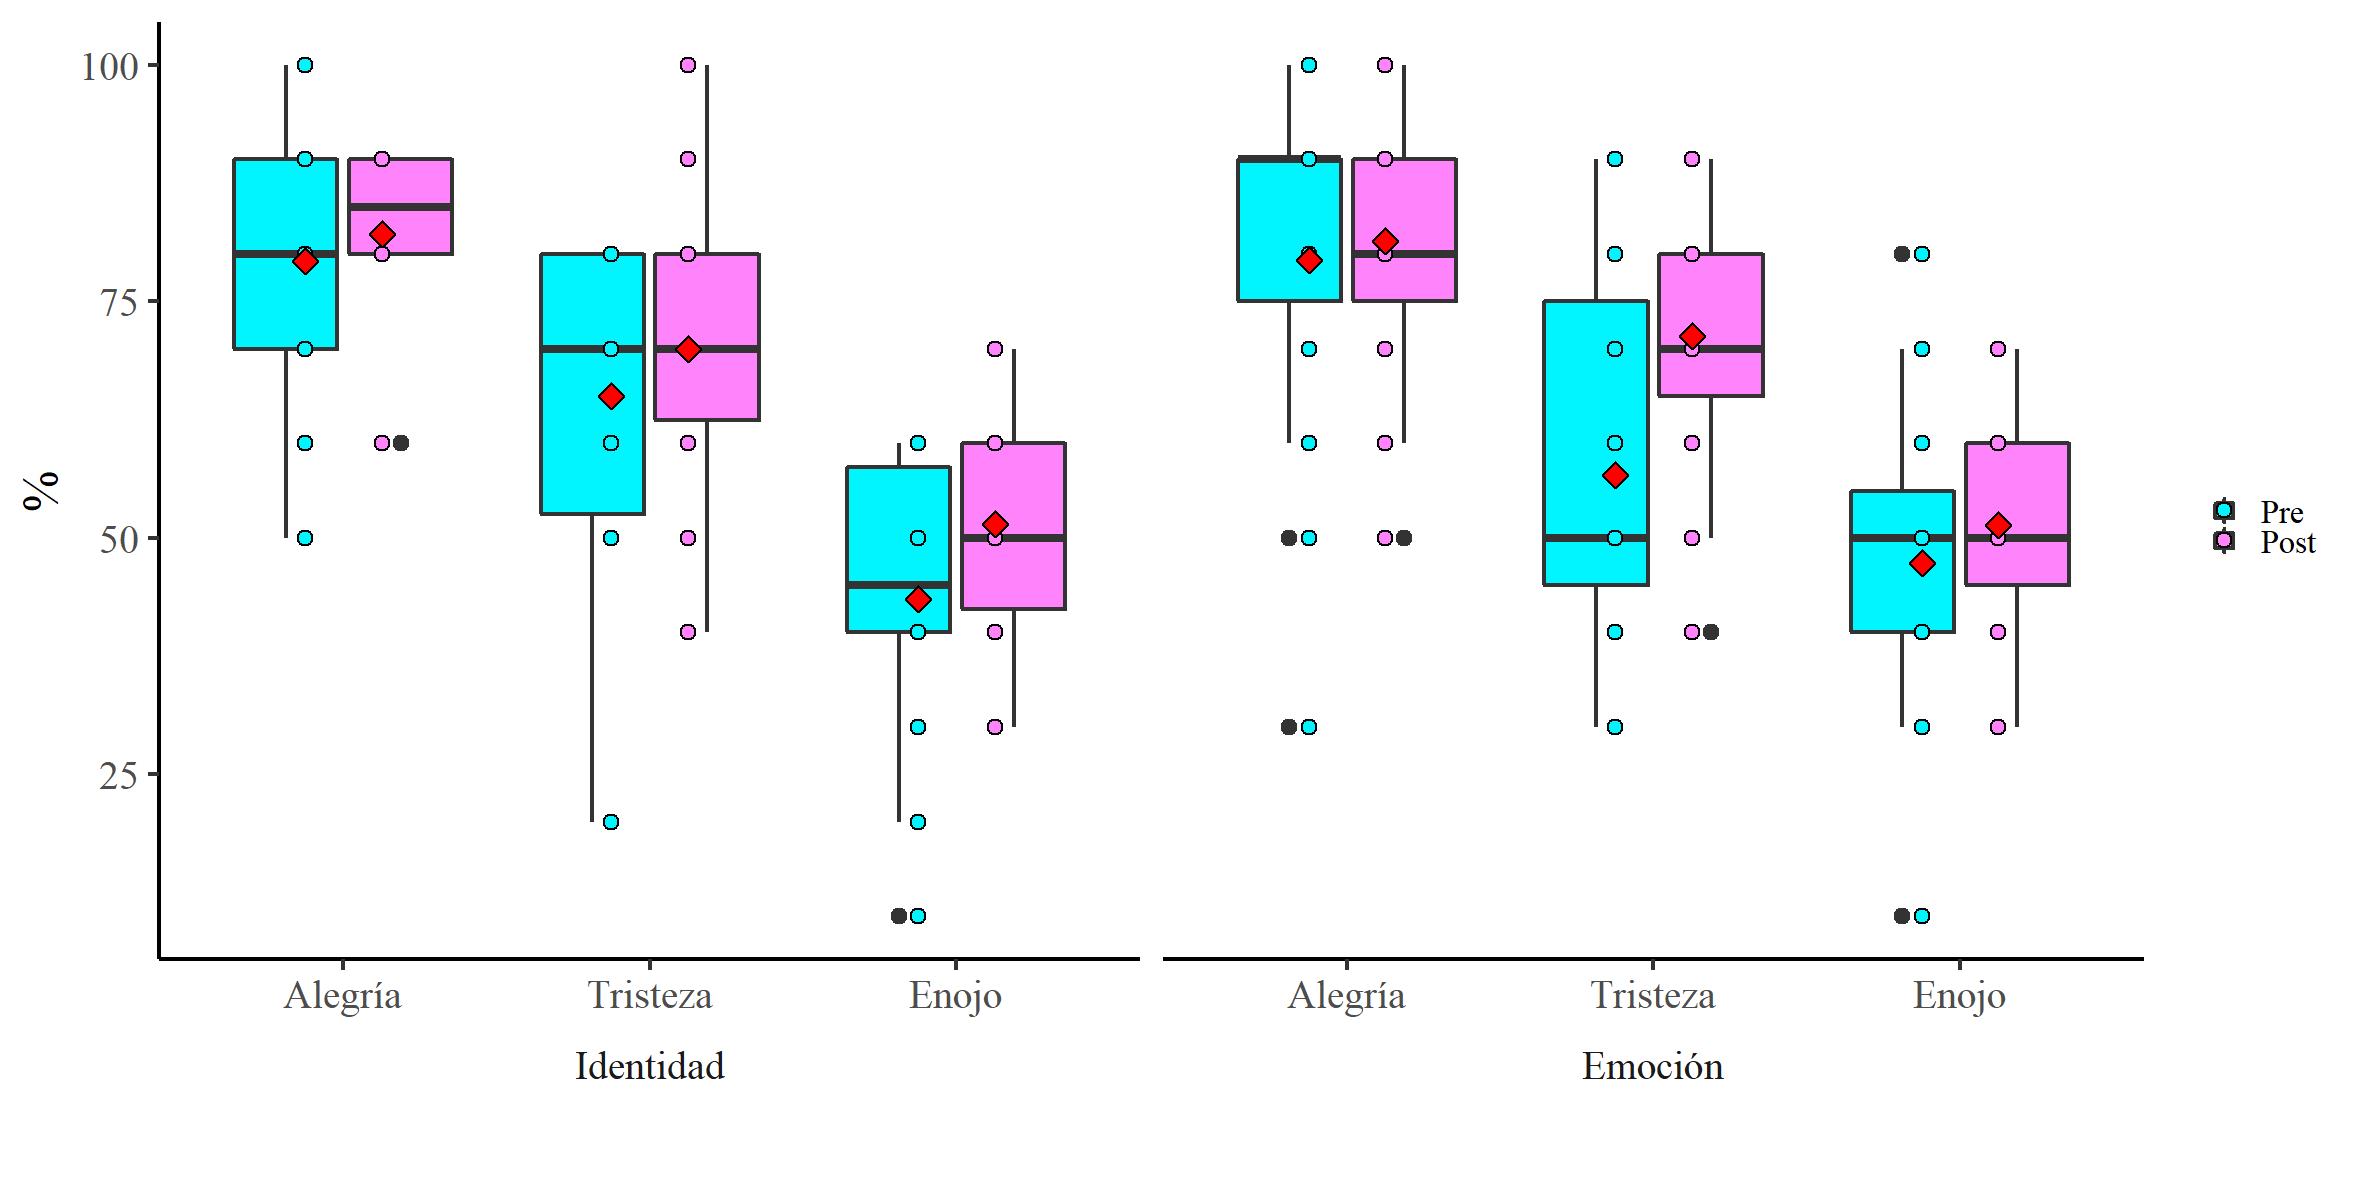 %
100
75
50
25
Alegría Tristeza Enojo Alegría Tristeza Enojo
Identidad Emoción
Pre
Post